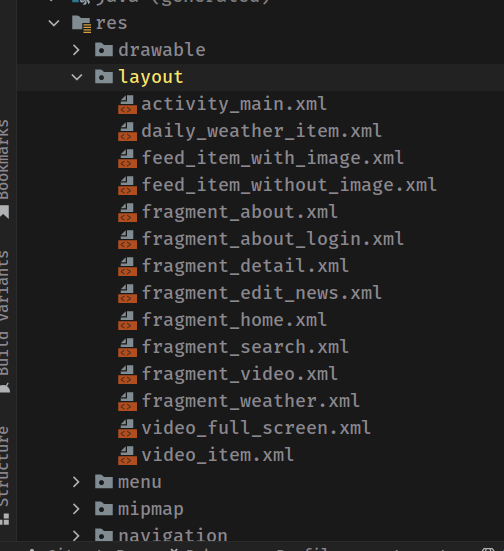 java (generated)
res
drawable
layout
activity_main.xml
daily_weather_item.xml
feed_item_with_image.xml
feed_item_without_image.xml
fragment_about.xml
fragment_about_login.xml
fragment_detail.xml
fragment_edit_news.xml
fragment_home.xml
fragment_search.xml
fragment_video.xml
fragment_weather.xml
video_full_screen.xml
video_item.xml
menu
mipmap
navigation
Bookmarks
Build Variants
Structure